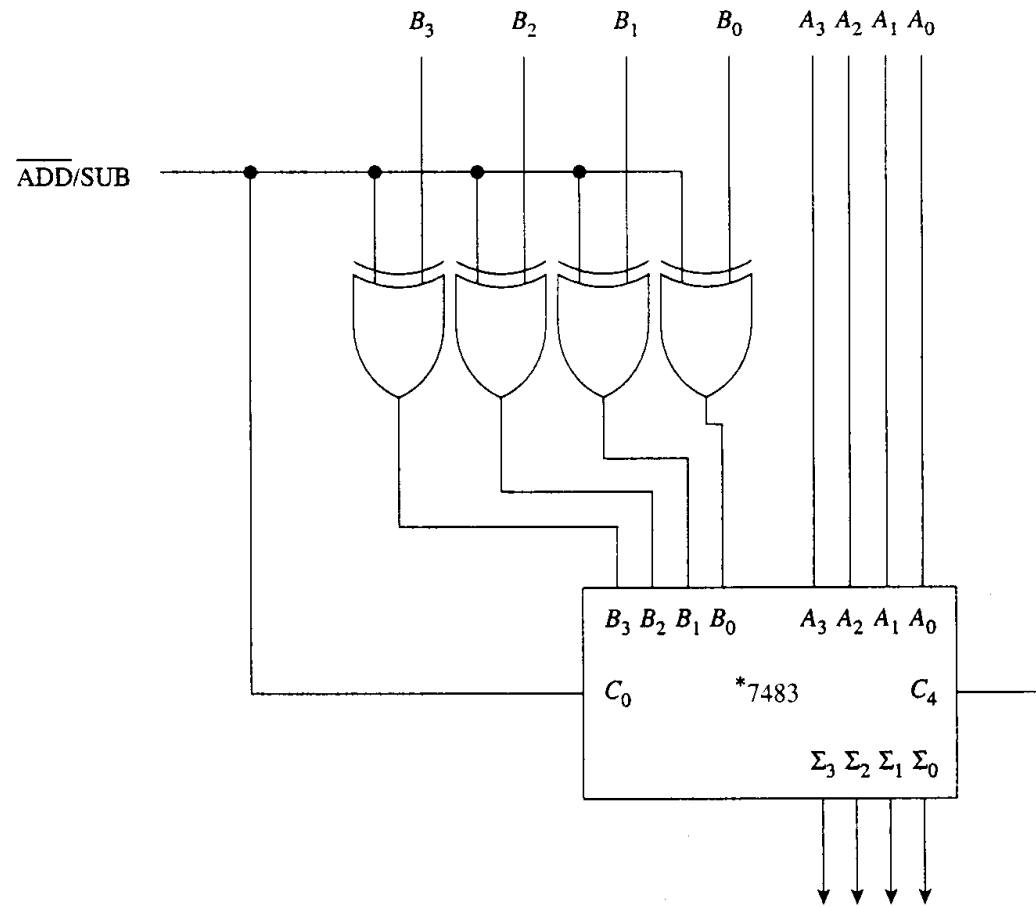 B₃ B₂ B₁ B₀ A₃ A₂ A₁ A₀
A̅D̅D̅/SUB
B₃ B₂ B₁ B₀ A₃ A₂ A₁ A₀
C₀ *7483 C₄
Σ₃ Σ₂ Σ₁ Σ₀